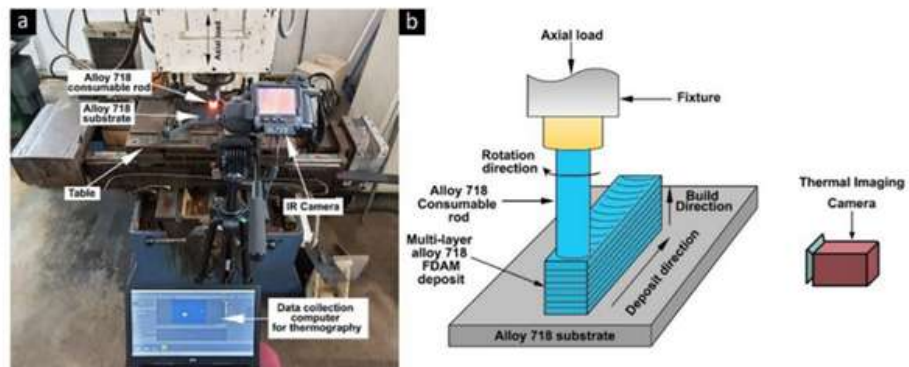 a
Axial load
Alloy 718
consumable rod
Alloy 718
substrate
Table
IR Camera
Data collection
computer
for thermography
b
Axial load
Fixture
Rotation
direction
Alloy 718
Consumable
rod
Multi-layer
alloy 718
FDAM
deposit
Build
Direction
Deposit direction
Alloy 718 substrate
Thermal Imaging
Camera